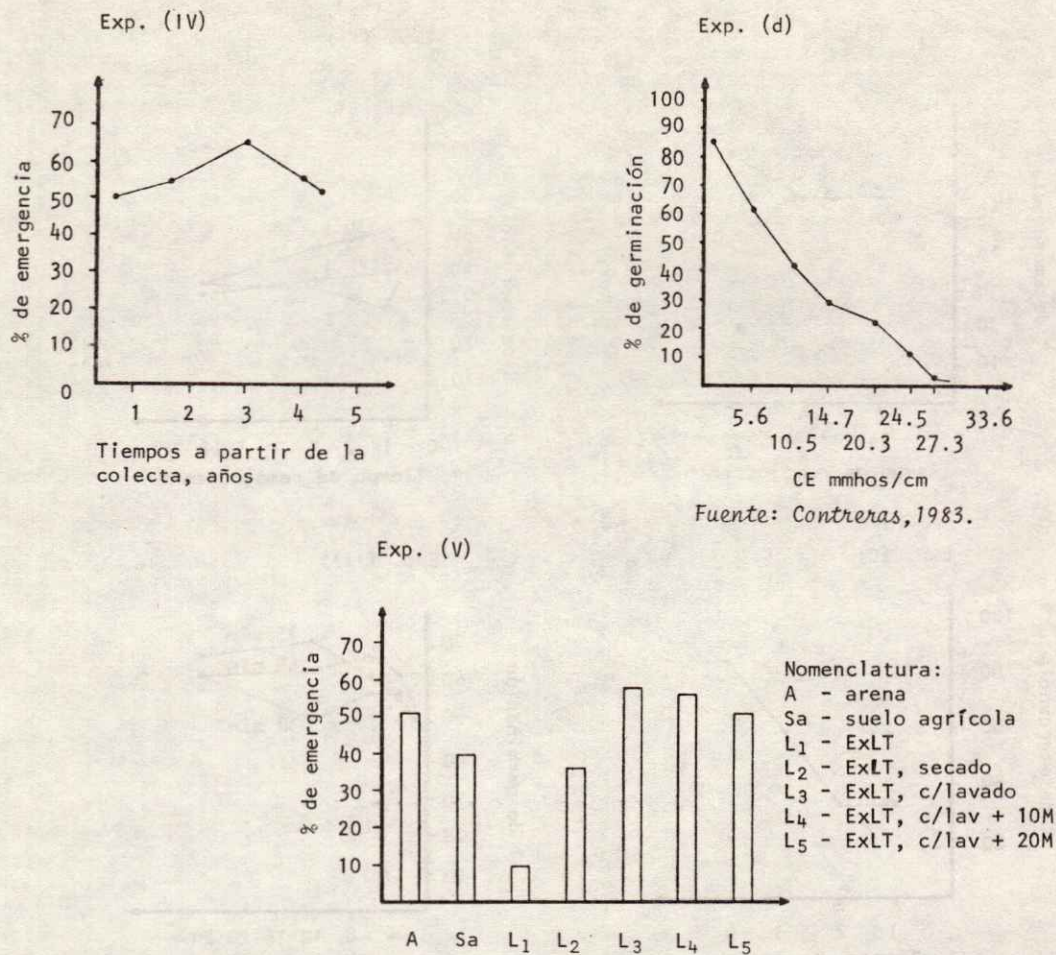 Exp. (IV)
% de emergencia
70
60
50
40
30
20
10
0
1 2 3 4 5
Tiempos a partir de la
colecta, años
Exp. (d)
% de germinación
100
90
80
70
60
50
40
30
20
10
5.6 14.7 24.5 33.6
10.5 20.3 27.3
CE mmhos/cm
Fuente: Contreras, 1983.
Exp. (V)
% de emergencia
70
60
50
40
30
20
10
A Sa L1 L2 L3 L4 L5
Nomenclatura:
A - arena
Sa - suelo agrícola
L1 - ExLT
L2 - ExLT, secado
L3 - ExLT, c/lavado
L4 - ExLT, c/lav + 10M
L5 - ExLT, c/lav + 20M